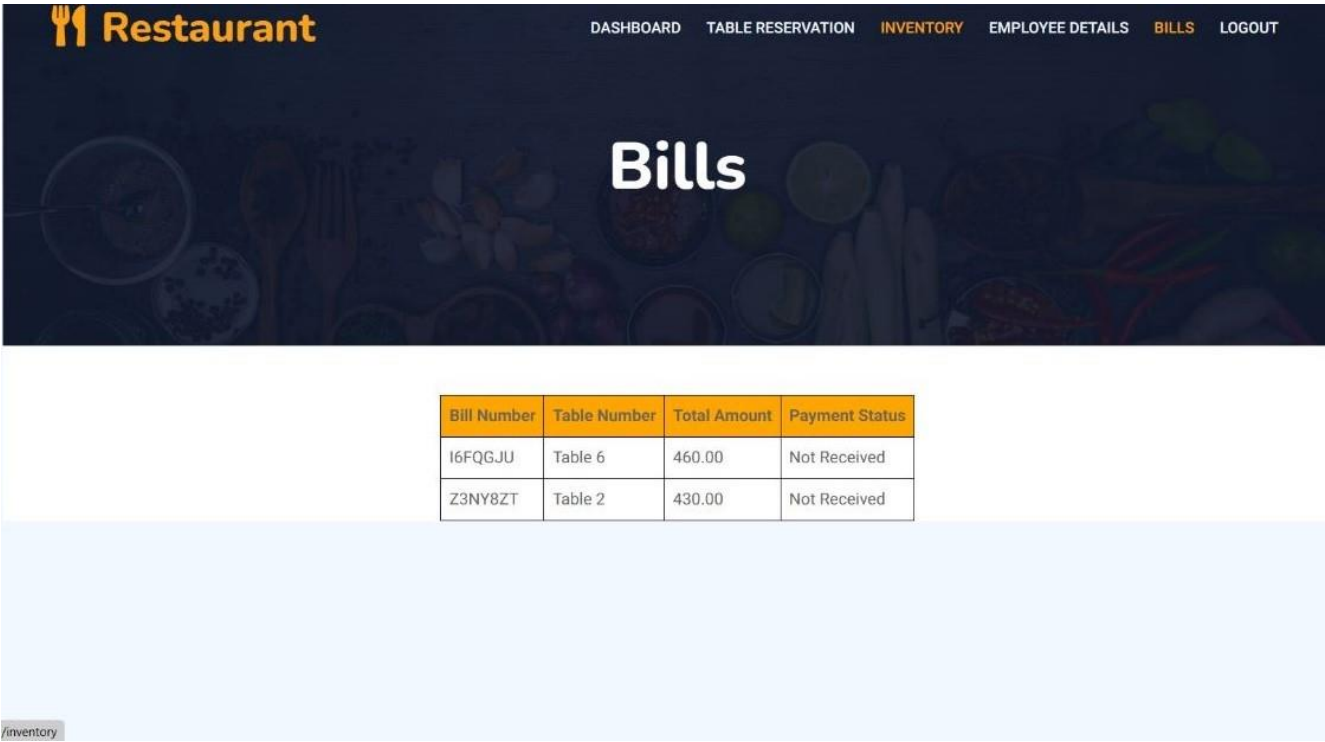 Restaurant
DASHBOARD TABLE RESERVATION INVENTORY EMPLOYEE DETAILS BILLS LOGOUT
Bills
Bill Number Table Number Total Amount Payment Status
I6FQGJU Table 6 460.00 Not Received
Z3NY8ZT Table 2 430.00 Not Received
/inventory